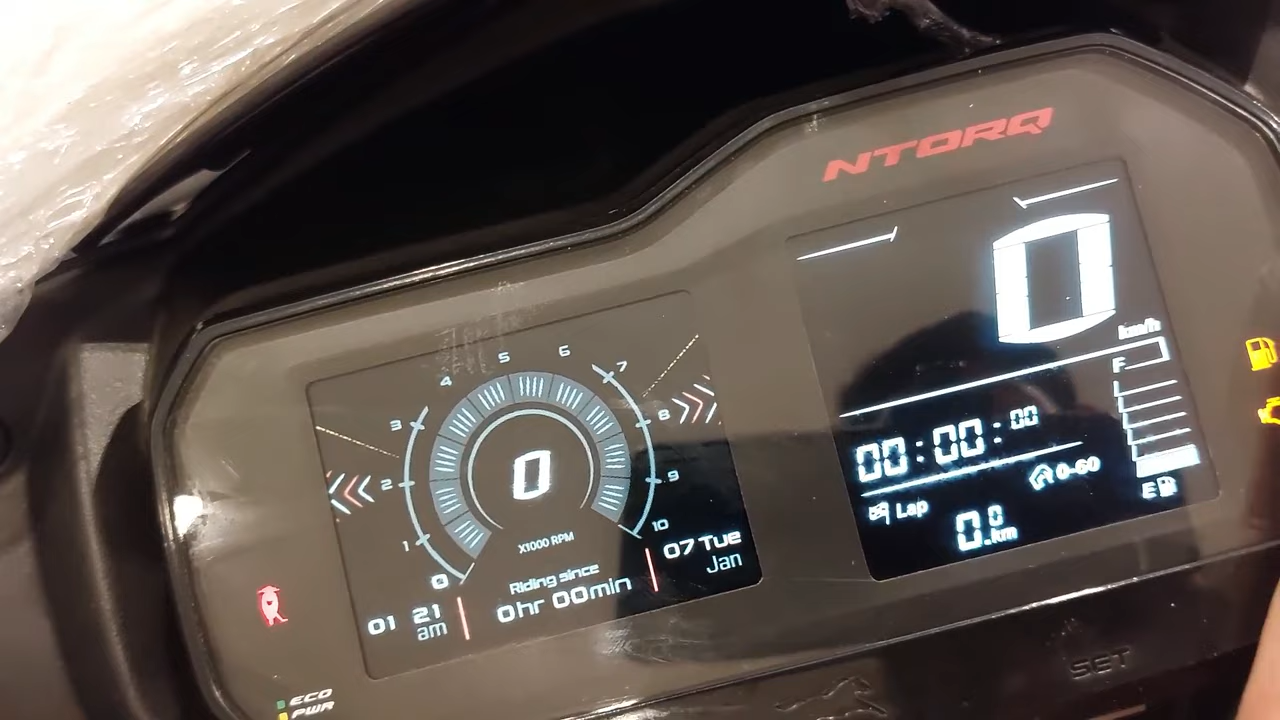 NTORQ
0
km/h
F
E
00:00:00
Lap
0-60
0.0 km
0 1 2 3 4 5 6 7 8 9 10
0
X1000 RPM
Riding since
0hr 00min
01 21
am
07 Tue
Jan
ECO
PWR
SET